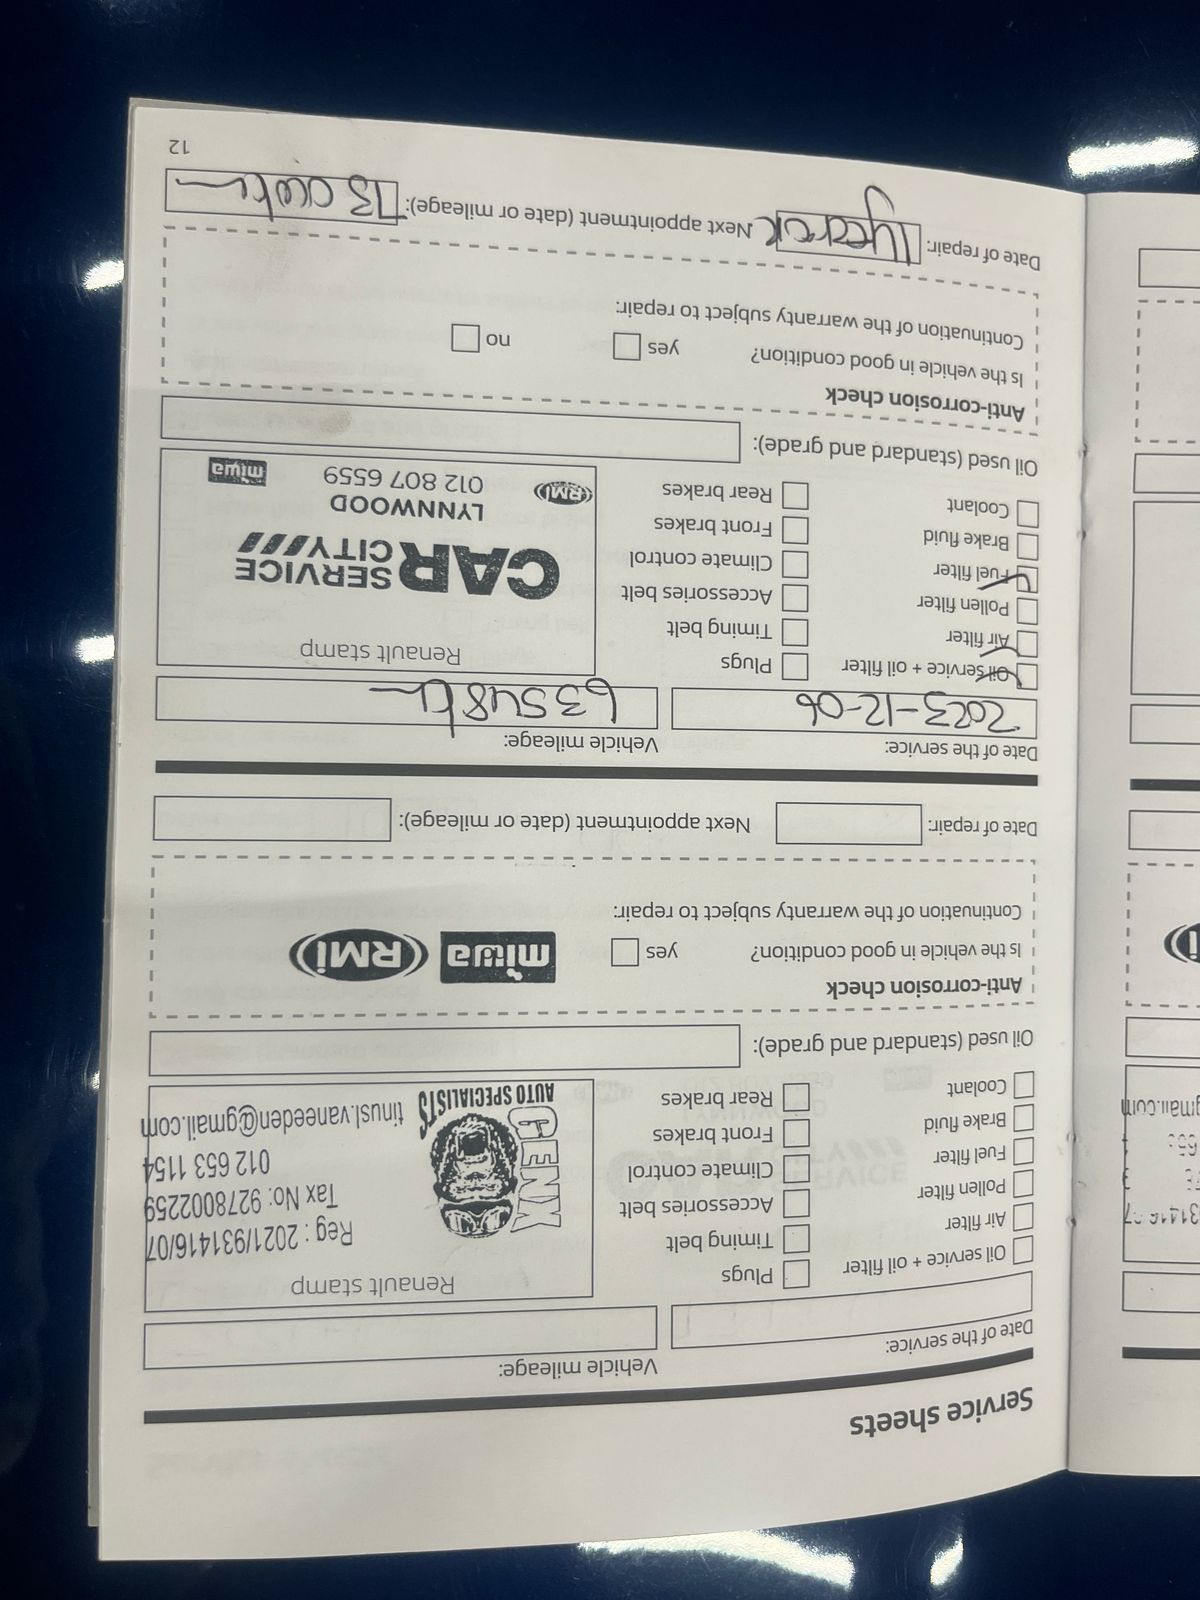 Service sheets
Date of the service:
Vehicle mileage:
Oil service + oil filter
Air filter
Pollen filter
Fuel filter
Brake fluid
Coolant
Plugs
Timing belt
Accessories belt
Climate control
Front brakes
Rear brakes
Renault stamp
GENX
AUTO SPECIALISTS
Reg : 2021/931416/07
Tax No: 9278002259
012 653 1154
tinusl.vaneeden@gmail.com
Oil used (standard and grade):
Anti-corrosion check
Is the vehicle in good condition? yes
miwa (RMi)
Continuation of the warranty subject to repair:
Date of repair: Next appointment (date or mileage):
Date of the service: 2023-12-06
Vehicle mileage: 63548km
Oil service + oil filter
Air filter
Pollen filter
Fuel filter
Brake fluid
Coolant
Plugs
Timing belt
Accessories belt
Climate control
Front brakes
Rear brakes
Renault stamp
CAR SERVICE CITY
LYNNWOOD
012 807 6559
(RMi) miwa
Oil used (standard and grade):
Anti-corrosion check
Is the vehicle in good condition? yes no
Continuation of the warranty subject to repair:
Date of repair: 1year OR Next appointment (date or mileage):
12